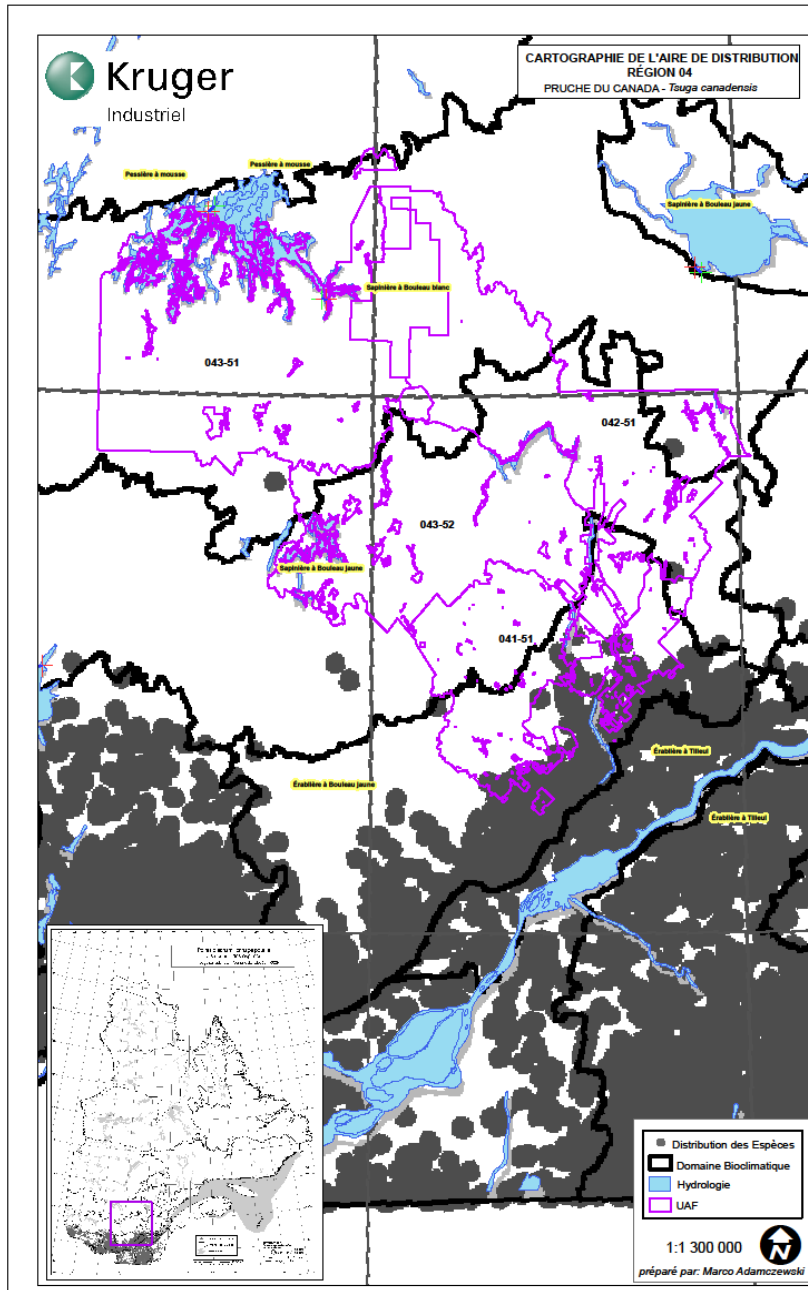 Kruger
Industriel
CARTOGRAPHIE DE L'AIRE DE DISTRIBUTION
RÉGION 04
PRUCHE DU CANADA - Tsuga canadensis
Pessière à mousse
Pessière à mousse
Sapinière à Bouleau jaune
Sapinière à Bouleau blanc
043-51
042-51
043-52
Sapinière à Bouleau jaune
041-51
Érablière à Tilleul
Érablière à Bouleau jaune
Érablière à Tilleul
Distribution des Espèces
Domaine Bioclimatique
Hydrologie
UAF
1:1 300 000
N
préparé par: Marco Adamczewski